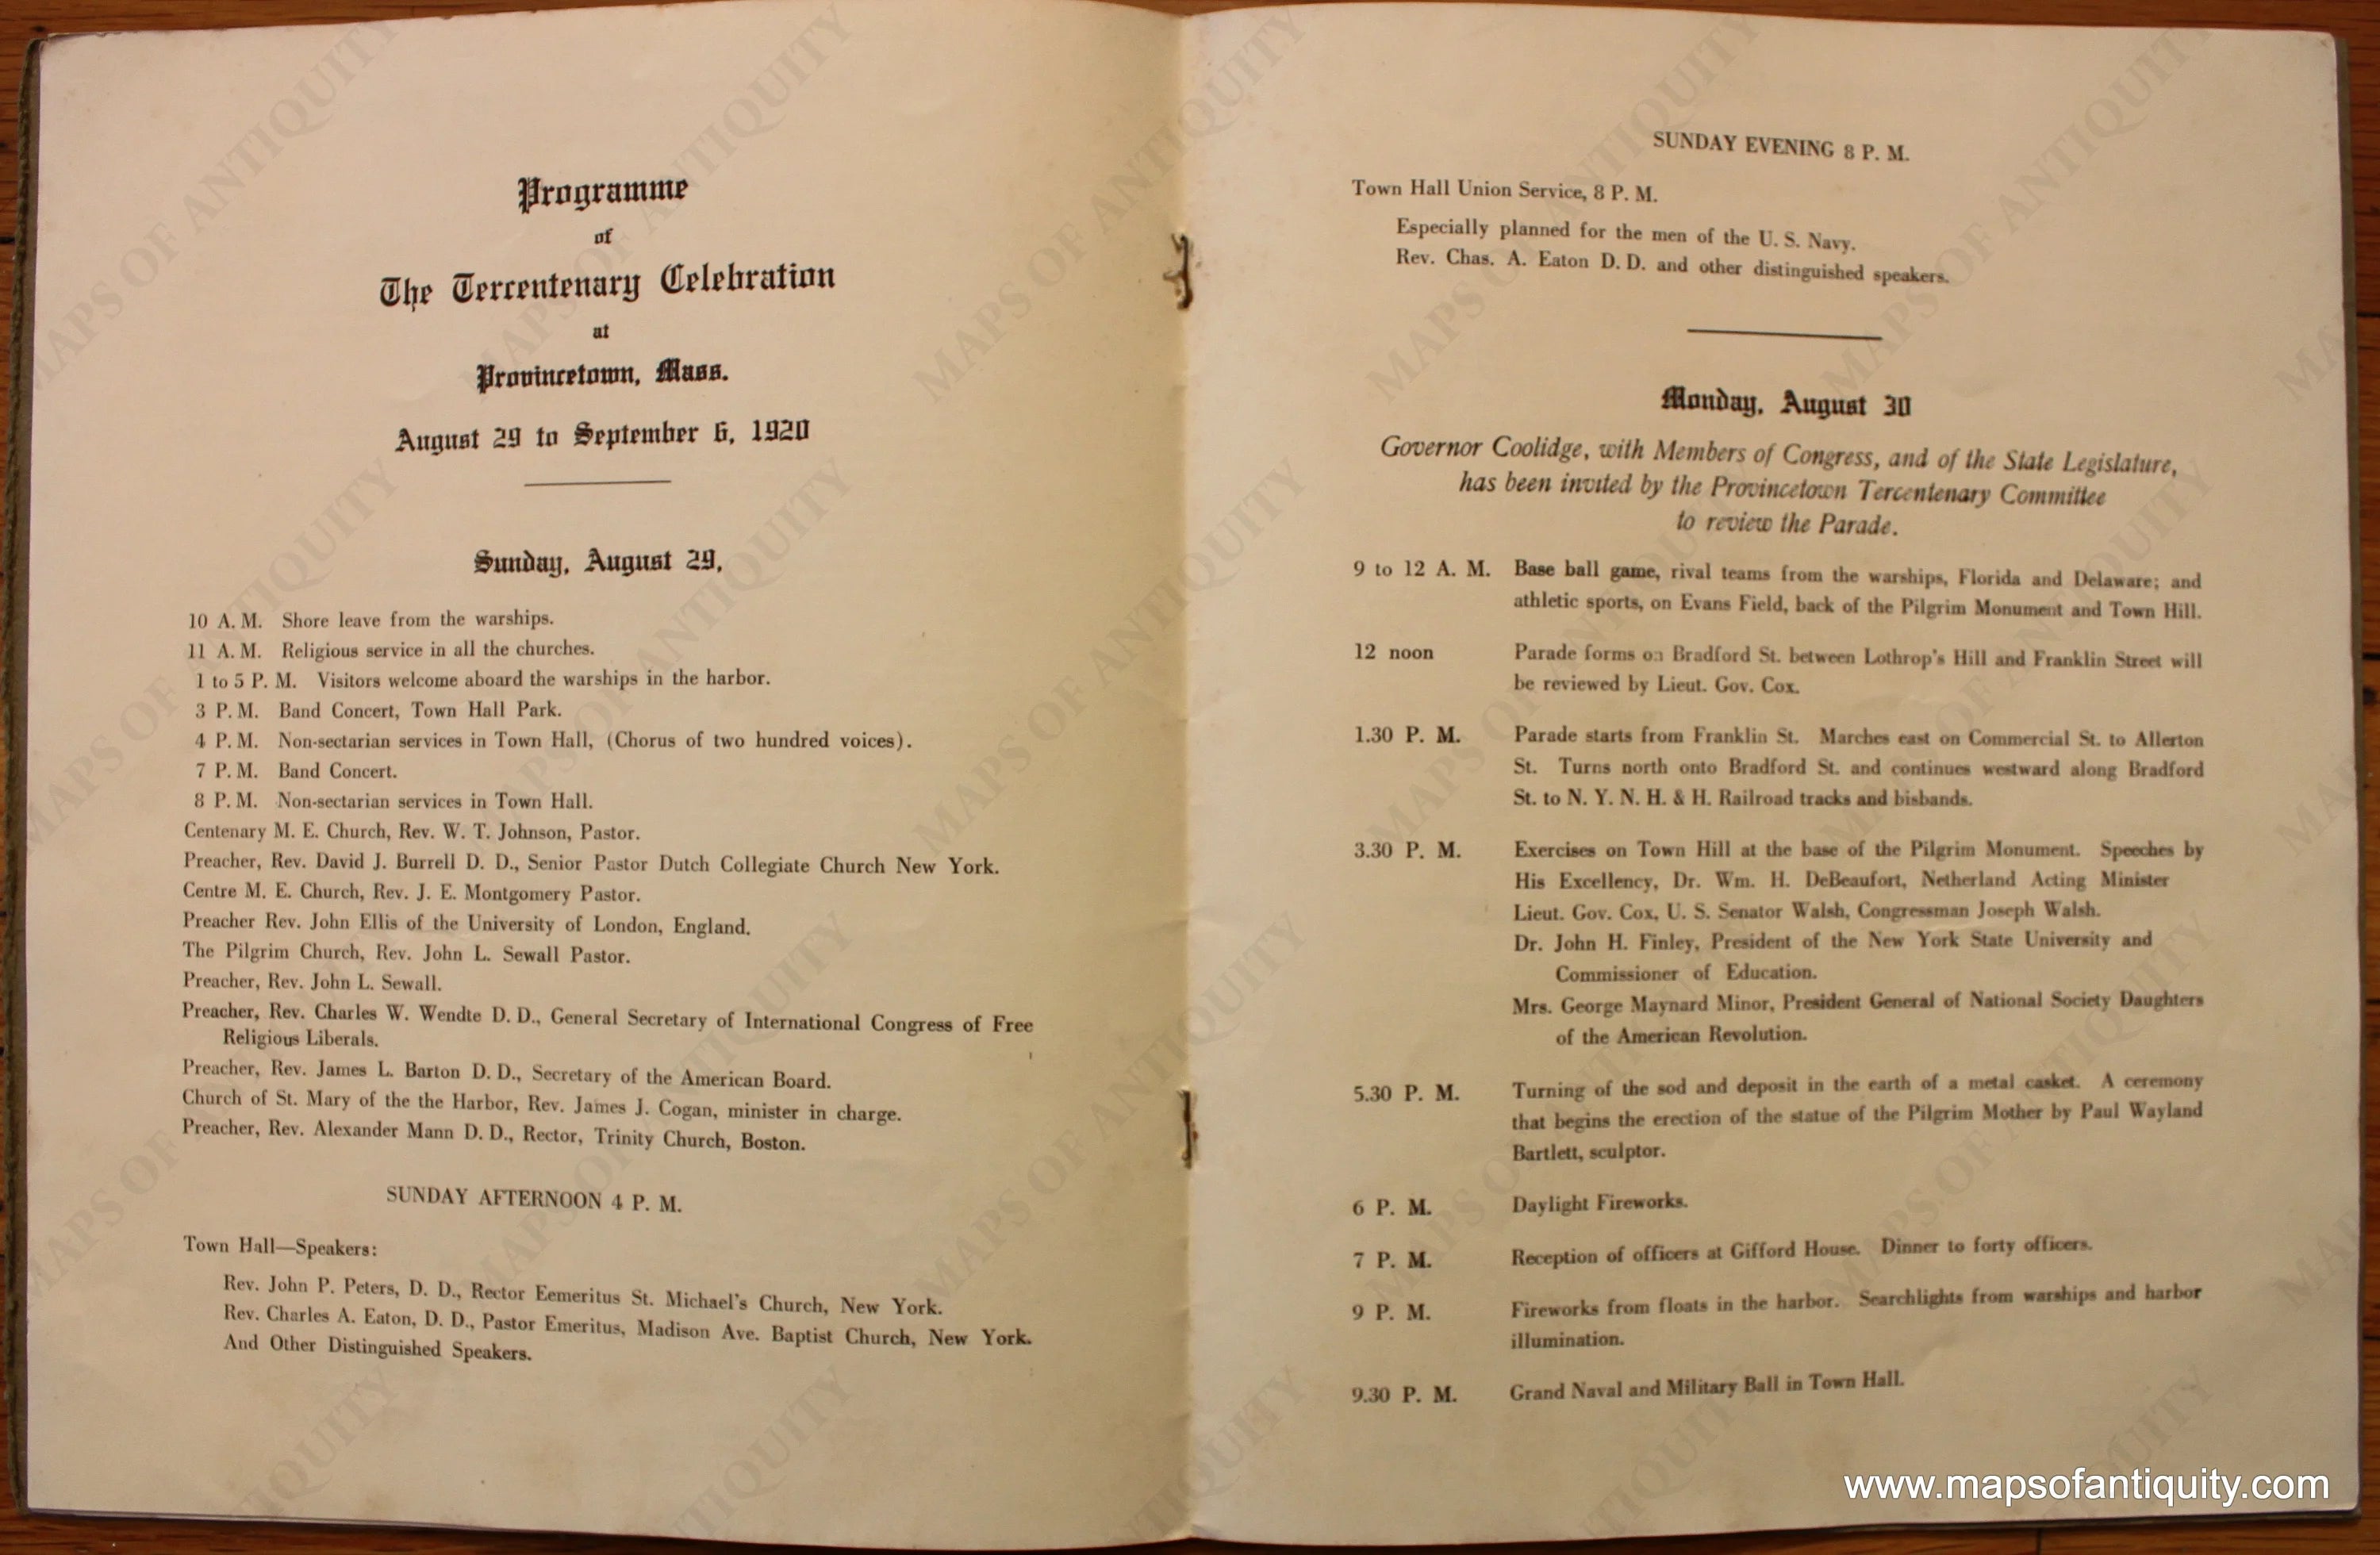 Programme
of
The Tercentenary Celebration
at
Provincetown, Mass.
August 29 to September 6, 1920
Sunday, August 29,
10 A. M. Shore leave from the warships.
11 A. M. Religious service in all the churches.
1 to 5 P. M. Visitors welcome aboard the warships in the harbor.
3 P. M. Band Concert, Town Hall Park.
4 P. M. Non-sectarian services in Town Hall, (Chorus of two hundred voices).
7 P. M. Band Concert.
8 P. M. Non-sectarian services in Town Hall.
Centenary M. E. Church, Rev. W. T. Johnson, Pastor.
Preacher, Rev. David J. Burrell D. D., Senior Pastor Dutch Collegiate Church New York.
Centre M. E. Church, Rev. J. E. Montgomery Pastor.
Preacher Rev. John Ellis of the University of London, England.
The Pilgrim Church, Rev. John L. Sewall Pastor.
Preacher, Rev. John L. Sewall.
Preacher, Rev. Charles W. Wendte D. D., General Secretary of International Congress of Free
Religious Liberals.
Preacher, Rev. James L. Barton D. D., Secretary of the American Board.
Church of St. Mary of the the Harbor, Rev. James J. Cogan, minister in charge.
Preacher, Rev. Alexander Mann D. D., Rector, Trinity Church, Boston.
SUNDAY AFTERNOON 4 P. M.
Town Hall—Speakers:
Rev. John P. Peters, D. D., Rector Eemeritus St. Michael's Church, New York.
Rev. Charles A. Eaton, D. D., Pastor Emeritus, Madison Ave. Baptist Church, New York.
And Other Distinguished Speakers.
SUNDAY EVENING 8 P. M.
Town Hall Union Service, 8 P. M.
Especially planned for the men of the U. S. Navy.
Rev. Chas. A. Eaton D. D. and other distinguished speakers.
Monday, August 30
Governor Coolidge, with Members of Congress, and of the State Legislature,
has been invited by the Provincetown Tercentenary Committee
to review the Parade.
9 to 12 A. M. Base ball game, rival teams from the warships, Florida and Delaware; and
athletic sports, on Evans Field, back of the Pilgrim Monument and Town Hill.
12 noon Parade forms on Bradford St. between Lothrop's Hill and Franklin Street will
be reviewed by Lieut. Gov. Cox.
1.30 P. M. Parade starts from Franklin St. Marches east on Commercial St. to Allerton
St. Turns north onto Bradford St. and continues westward along Bradford
St. to N. Y. N. H. & H. Railroad tracks and bisbands.
3.30 P. M. Exercises on Town Hill at the base of the Pilgrim Monument. Speeches by
His Excellency, Dr. Wm. H. DeBeaufort, Netherland Acting Minister
Lieut. Gov. Cox, U. S. Senator Walsh, Congressman Joseph Walsh.
Dr. John H. Finley, President of the New York State University and
Commissioner of Education.
Mrs. George Maynard Minor, President General of National Society Daughters
of the American Revolution.
5.30 P. M. Turning of the sod and deposit in the earth of a metal casket. A ceremony
that begins the erection of the statue of the Pilgrim Mother by Paul Wayland
Bartlett, sculptor.
6 P. M. Daylight Fireworks.
7 P. M. Reception of officers at Gifford House. Dinner to forty officers.
9 P. M. Fireworks from floats in the harbor. Searchlights from warships and harbor
illumination.
9.30 P. M. Grand Naval and Military Ball in Town Hall.
MAPS OF ANTIQUITY
www.mapsofantiquity.com